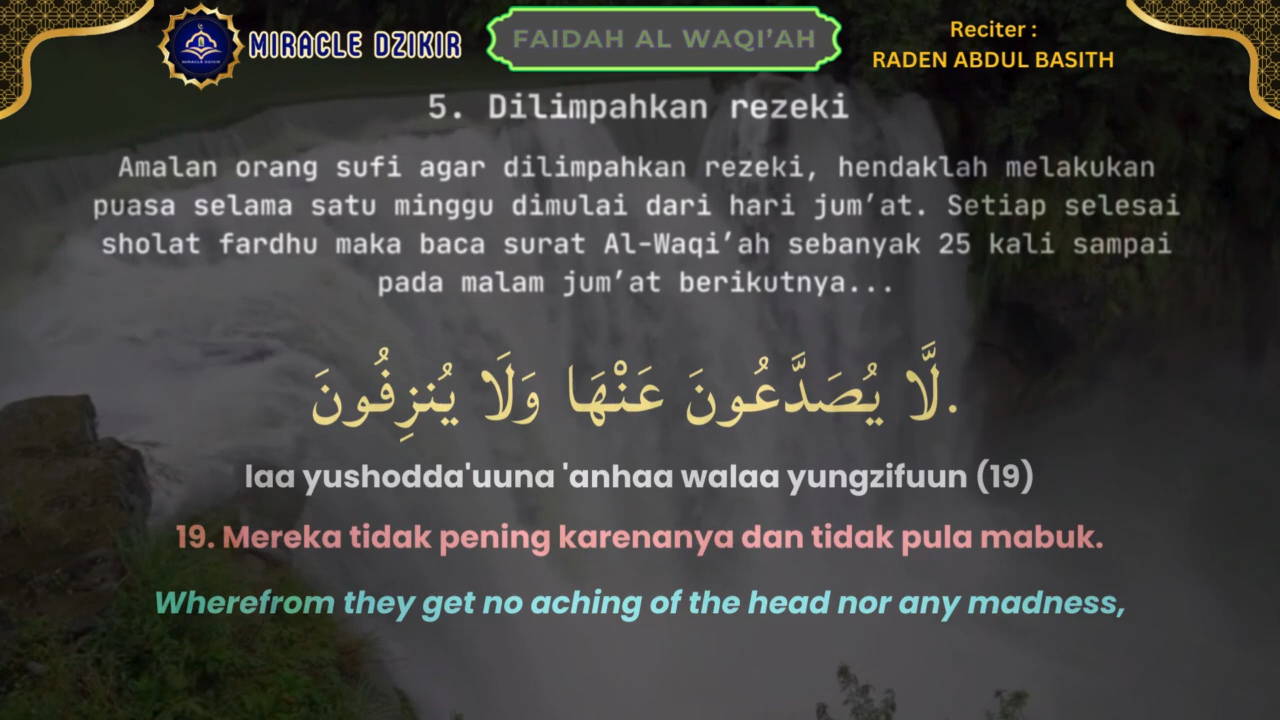 MIRACLE DZIKIR
FAIDAH AL WAQI’AH
Reciter :
RADEN ABDUL BASITH
5. Dilimpahkan rezeki
Amalan orang sufi agar dilimpahkan rezeki, hendaklah melakukan
puasa selama satu minggu dimulai dari hari jum’at. Setiap selesai
sholat fardhu maka baca surat Al-Waqi’ah sebanyak 25 kali sampai
pada malam jum’at berikutnya...
لَّا يُصَدَّعُونَ عَنْهَا وَلَا يُنزِفُونَ.
laa yushodda'uuna 'anhaa walaa yungzifuun (19)
19. Mereka tidak pening karenanya dan tidak pula mabuk.
Wherefrom they get no aching of the head nor any madness,